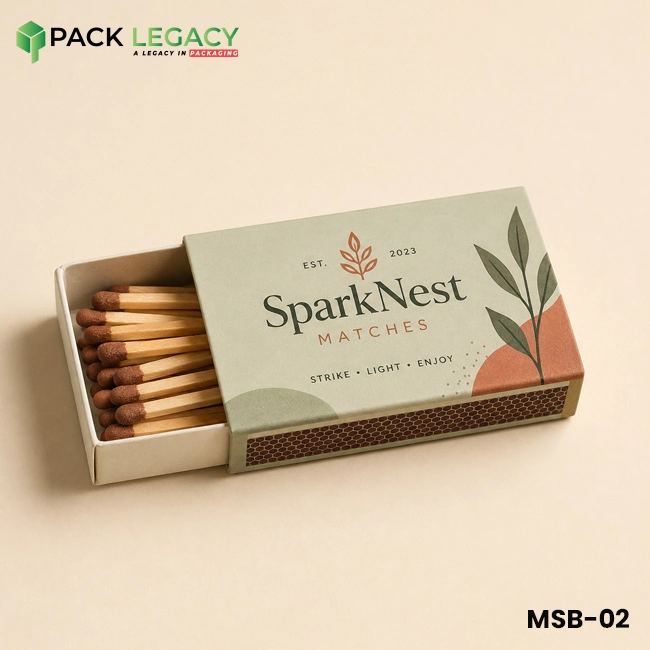 PACK LEGACY
A LEGACY IN PACKAGING
EST. 2023
SparkNest
MATCHES
STRIKE • LIGHT • ENJOY
MSB-02